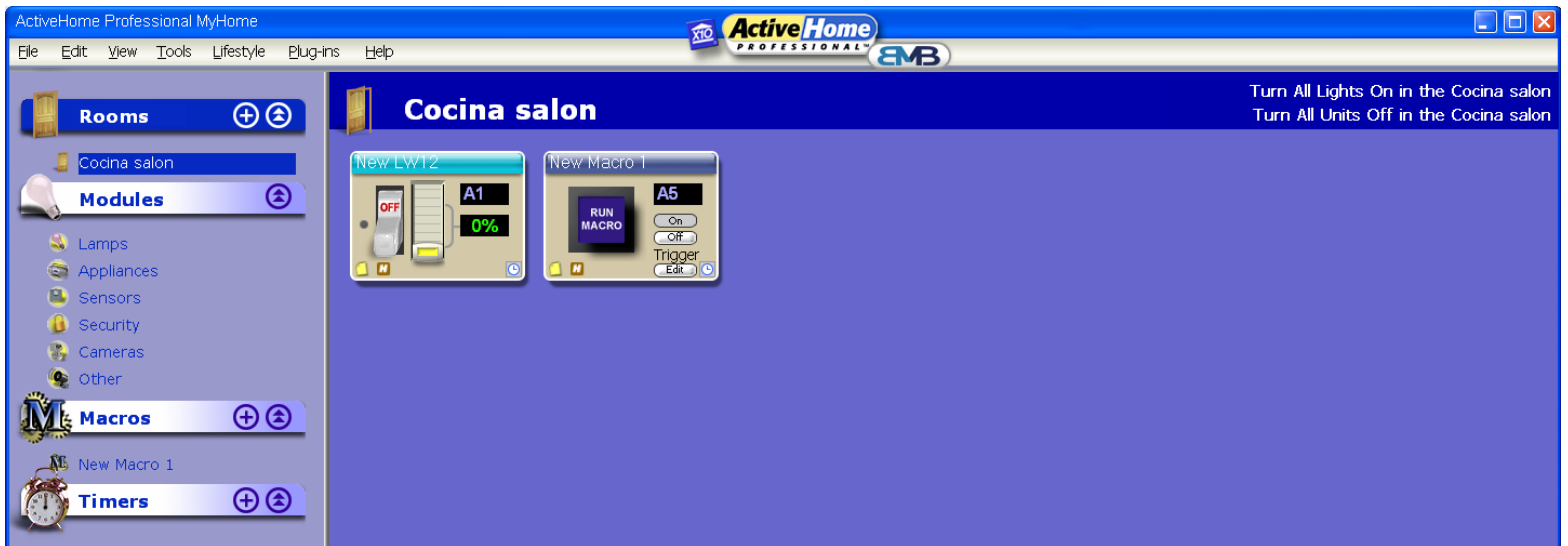 ActiveHome Professional MyHome
X10
ActiveHome
PROFESSIONAL™
BMB
File Edit View Tools Lifestyle Plug-ins Help
Rooms
Cocina salon
Modules
Lamps
Appliances
Sensors
Security
Cameras
Other
M Macros
New Macro 1
Timers
Cocina salon
Turn All Lights On in the Cocina salon
Turn All Units Off in the Cocina salon
New LW12
OFF
A1
0%
New Macro 1
RUN
MACRO
A5
On
Off
Trigger
Edit